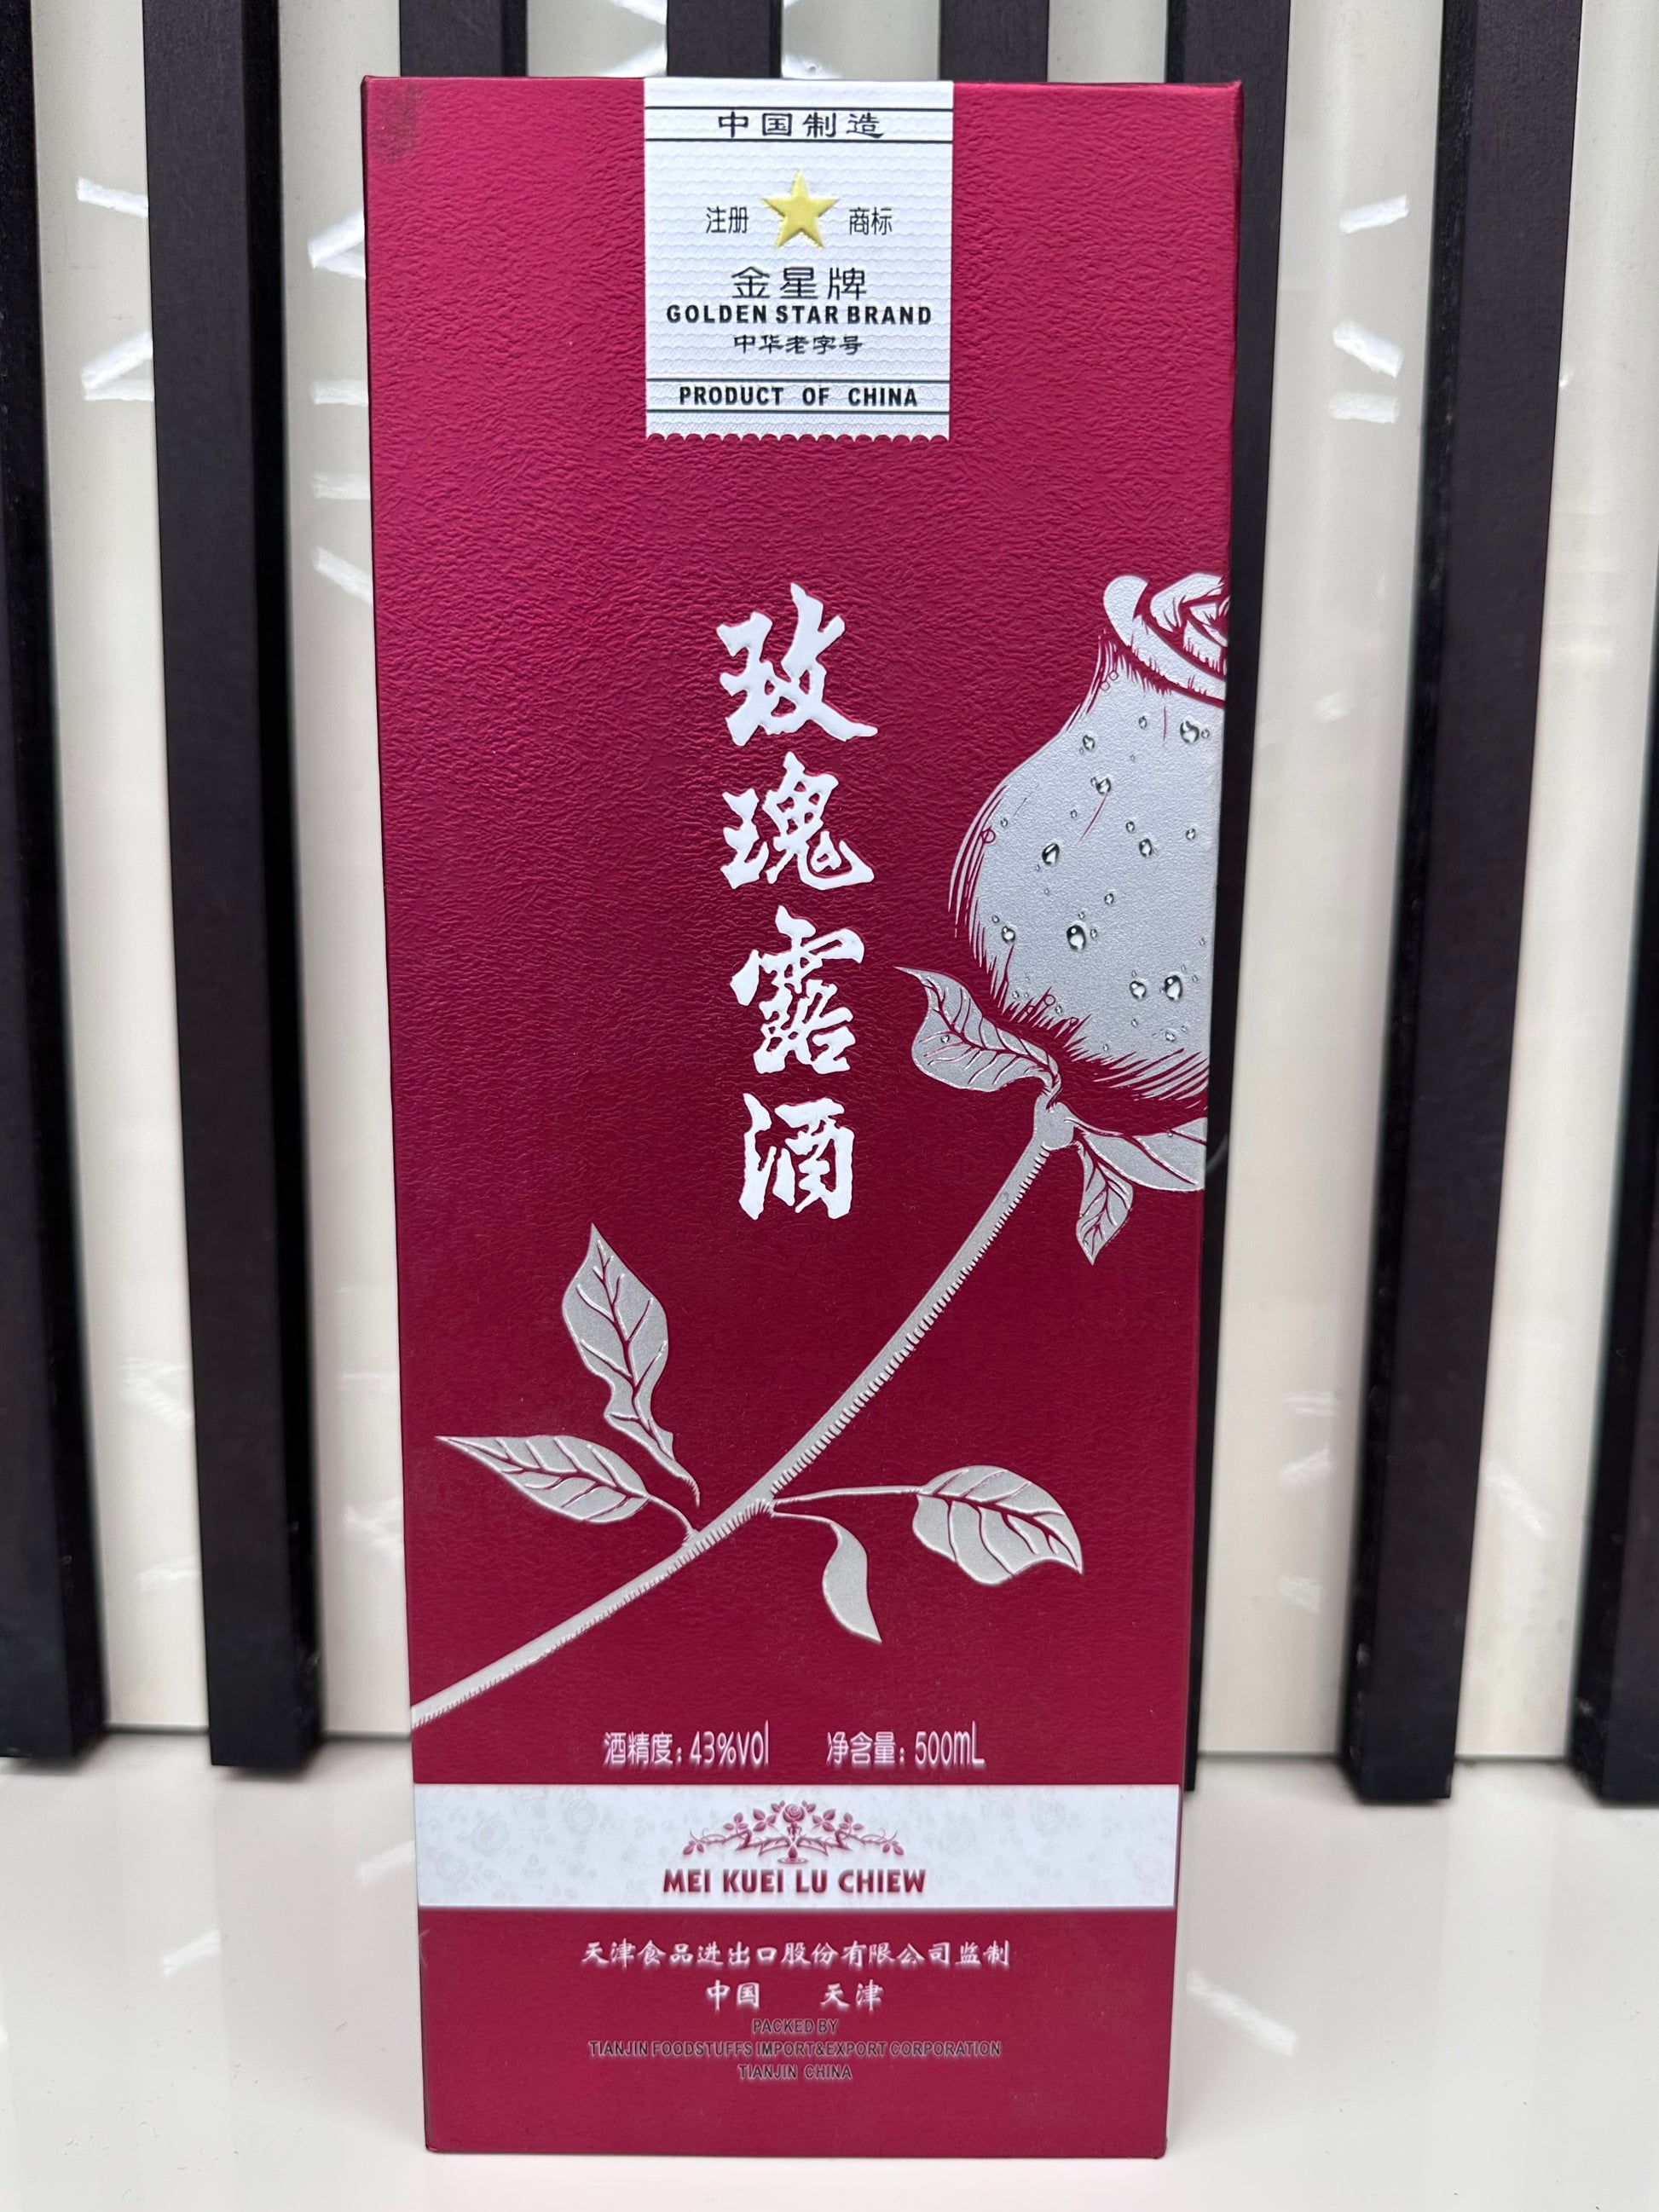 中国制造
注册 商标
金星牌
GOLDEN STAR BRAND
中华老字号
PRODUCT OF CHINA
玫瑰露酒
酒精度：43%vol 净含量：500mL
MEI KUEI LU CHIEW
天津食品进出口股份有限公司监制
中国 天津
PACKED BY
TIANJIN FOODSTUFFS IMPORT&EXPORT CORPORATION
TIANJIN CHINA